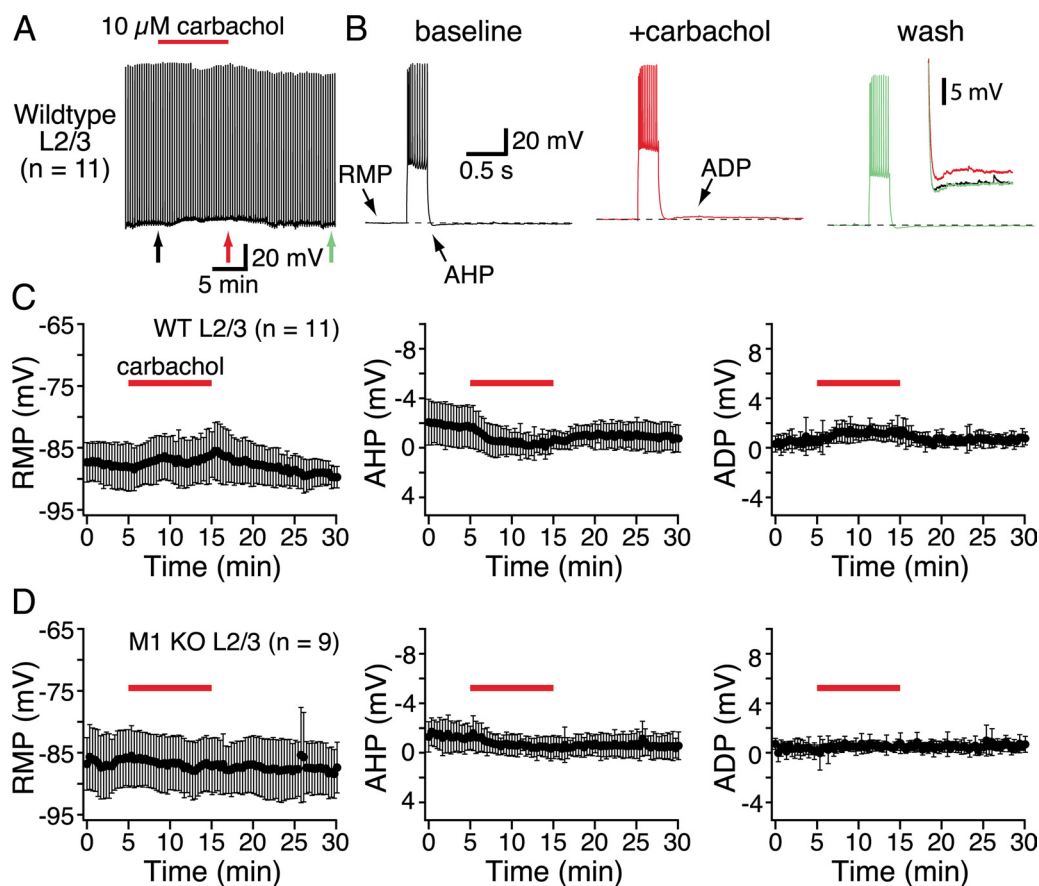 A
10 µM carbachol
Wildtype
L2/3
(n = 11)
20 mV
5 min
B
baseline
+carbachol
wash
RMP
20 mV
0.5 s
AHP
ADP
5 mV
C
WT L2/3 (n = 11)
carbachol
RMP (mV)
-65
-75
-85
-95
0 5 10 15 20 25 30
Time (min)
AHP (mV)
-8
-4
0
4
0 5 10 15 20 25 30
Time (min)
ADP (mV)
8
4
0
-4
0 5 10 15 20 25 30
Time (min)
D
M1 KO L2/3 (n = 9)
RMP (mV)
-65
-75
-85
-95
0 5 10 15 20 25 30
Time (min)
AHP (mV)
-8
-4
0
4
0 5 10 15 20 25 30
Time (min)
ADP (mV)
8
4
0
-4
0 5 10 15 20 25 30
Time (min)